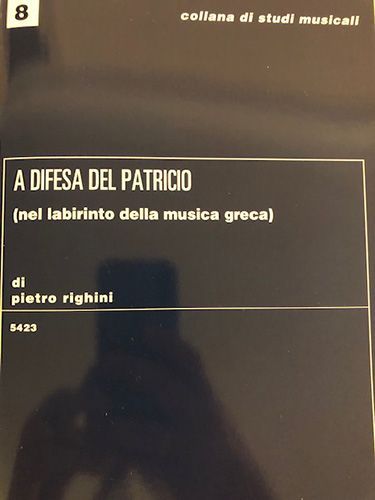 8
collana di studi musicali
A DIFESA DEL PATRICIO
(nel labirinto della musica greca)
di
pietro righini
5423